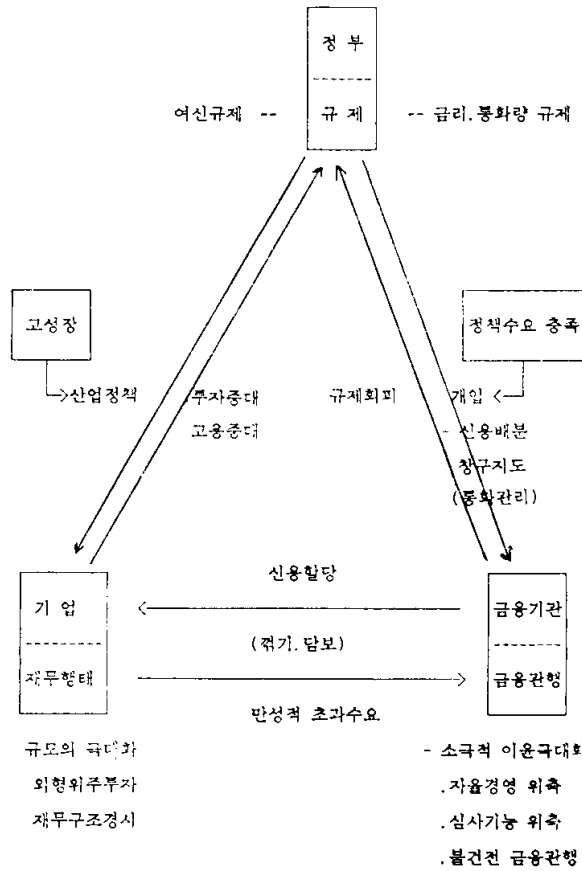 정 부
여신규제 -- 규 제 -- 금리.통화량 규제
고성장 정책수요 충족
산업정책 투자증대 규제회피 개입
고용증대 - 신용배분
창구지도
(통화관리)
신용할당
기 업 금융기관
(꺾기.담보)
재무행태 금융관행
만성적 초과수요
규모의 극대화 - 소극적 이윤극대화
외형위주투자 .자율경영 위축
재무구조경시 .심사기능 위축
.불건전 금융관행